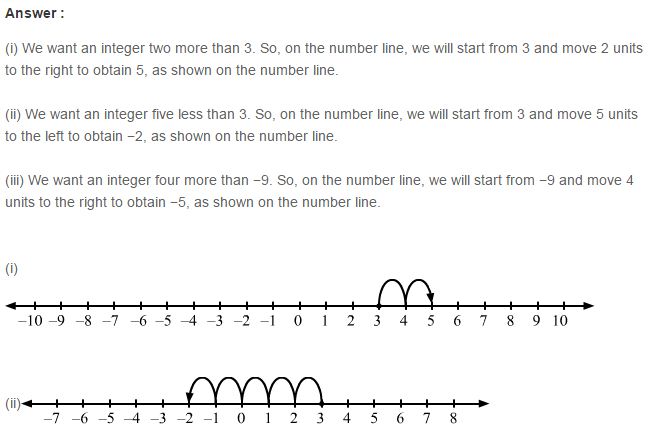 Answer :
(i) We want an integer two more than 3. So, on the number line, we will start from 3 and move 2 units
to the right to obtain 5, as shown on the number line.
(ii) We want an integer five less than 3. So, on the number line, we will start from 3 and move 5 units
to the left to obtain −2, as shown on the number line.
(iii) We want an integer four more than −9. So, on the number line, we will start from −9 and move 4
units to the right to obtain −5, as shown on the number line.
(i)
−10 −9 −8 −7 −6 −5 −4 −3 −2 −1 0 1 2 3 4 5 6 7 8 9 10
(ii)
−7 −6 −5 −4 −3 −2 −1 0 1 2 3 4 5 6 7 8